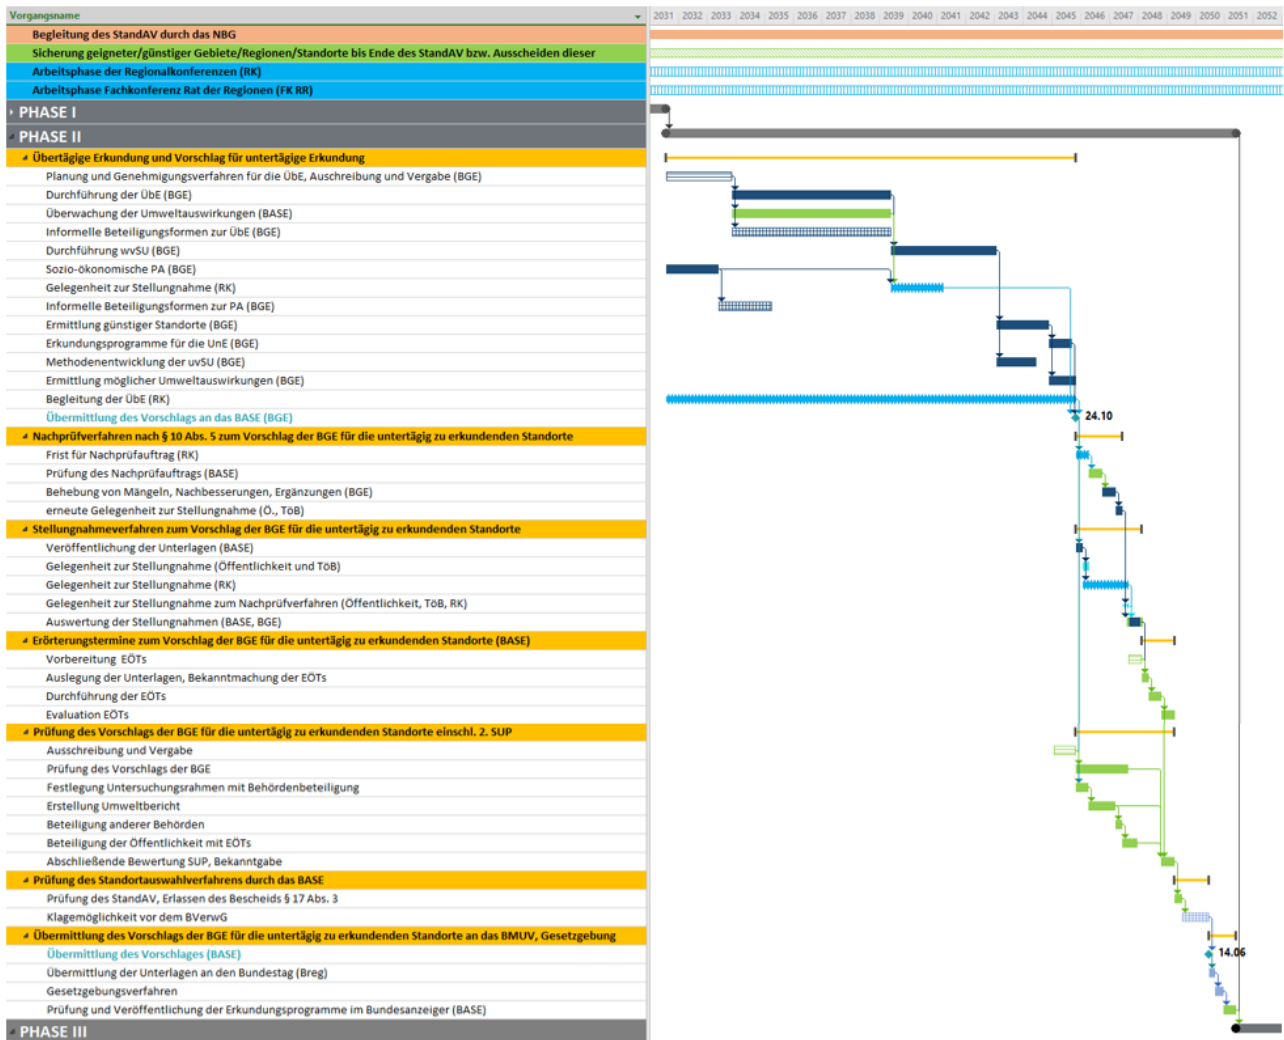 Vorgangsname 2031 2032 2033 2034 2035 2036 2037 2038 2039 2040 2041 2042 2043 2044 2045 2046 2047 2048 2049 2050 2051 2052
Begleitung des StandAV durch das NBG
Sicherung geeigneter/günstiger Gebiete/Regionen/Standorte bis Ende des StandAV bzw. Ausscheiden dieser
Arbeitsphase der Regionalkonferenzen (RK)
Arbeitsphase Fachkonferenz Rat der Regionen (FK RR)
PHASE I
PHASE II
Übertägige Erkundung und Vorschlag für untertägige Erkundung
Planung und Genehmigungsverfahren für die ÜbE, Auschreibung und Vergabe (BGE)
Durchführung der ÜbE (BGE)
Überwachung der Umweltauswirkungen (BASE)
Informelle Beteiligungsformen zur ÜbE (BGE)
Durchführung wvSU (BGE)
Sozio-ökonomische PA (BGE)
Gelegenheit zur Stellungnahme (RK)
Informelle Beteiligungsformen zur PA (BGE)
Ermittlung günstiger Standorte (BGE)
Erkundungsprogramme für die UnE (BGE)
Methodenentwicklung der uvSU (BGE)
Ermittlung möglicher Umweltauswirkungen (BGE)
Begleitung der ÜbE (RK)
Übermittlung des Vorschlags an das BASE (BGE) 24.10
Nachprüfverfahren nach § 10 Abs. 5 zum Vorschlag der BGE für die untertägig zu erkundenden Standorte
Frist für Nachprüfauftrag (RK)
Prüfung des Nachprüfauftrags (BASE)
Behebung von Mängeln, Nachbesserungen, Ergänzungen (BGE)
erneute Gelegenheit zur Stellungnahme (Ö., TöB)
Stellungnahmeverfahren zum Vorschlag der BGE für die untertägig zu erkundenden Standorte
Veröffentlichung der Unterlagen (BASE)
Gelegenheit zur Stellungnahme (Öffentlichkeit und TöB)
Gelegenheit zur Stellungnahme (RK)
Gelegenheit zur Stellungnahme zum Nachprüfverfahren (Öffentlichkeit, TöB, RK)
Auswertung der Stellungnahmen (BASE, BGE)
Erörterungstermine zum Vorschlag der BGE für die untertägig zu erkundenden Standorte (BASE)
Vorbereitung EÖTs
Auslegung der Unterlagen, Bekanntmachung der EÖTs
Durchführung der EÖTs
Evaluation EÖTs
Prüfung des Vorschlags der BGE für die untertägig zu erkundenden Standorte einschl. 2. SUP
Ausschreibung und Vergabe
Prüfung des Vorschlags der BGE
Festlegung Untersuchungsrahmen mit Behördenbeteiligung
Erstellung Umweltbericht
Beteiligung anderer Behörden
Beteiligung der Öffentlichkeit mit EÖTs
Abschließende Bewertung SUP, Bekanntgabe
Prüfung des Standortauswahlverfahrens durch das BASE
Prüfung des StandAV, Erlassen des Bescheids § 17 Abs. 3
Klagemöglichkeit vor dem BVerwG
Übermittlung des Vorschlags der BGE für die untertägig zu erkundenden Standorte an das BMUV, Gesetzgebung
Übermittlung des Vorschlages (BASE) 14.06
Übermittlung der Unterlagen an den Bundestag (Breg)
Gesetzgebungsverfahren
Prüfung und Veröffentlichung der Erkundungsprogramme im Bundesanzeiger (BASE)
PHASE III